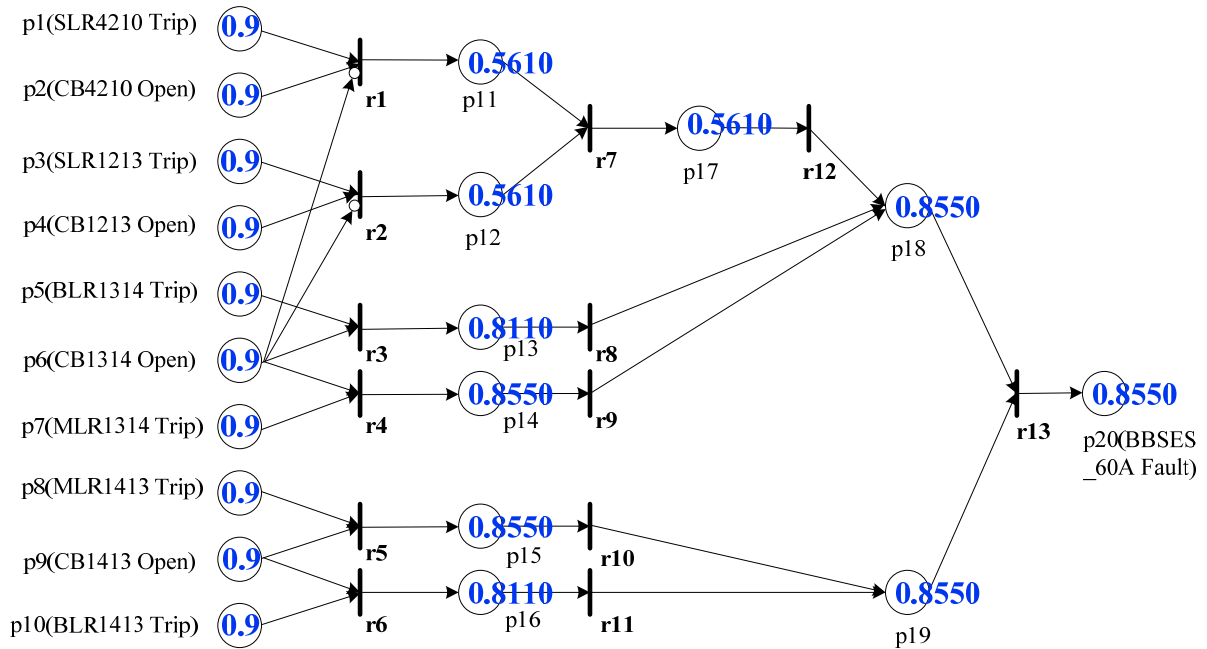 p1(SLR4210 Trip)
0.9
p2(CB4210 Open)
0.9
r1
0.5610
p11
p3(SLR1213 Trip)
0.9
p4(CB1213 Open)
0.9
r2
0.5610
p12
r7
0.5610
p17
r12
0.8550
p18
p5(BLR1314 Trip)
0.9
r3
0.8110
p13
r8
p6(CB1314 Open)
0.9
r4
0.8550
p14
r9
p7(MLR1314 Trip)
0.9
r13
0.8550
p20(BBSES
_60A Fault)
p8(MLR1413 Trip)
0.9
r5
0.8550
p15
r10
p9(CB1413 Open)
0.9
r6
0.8110
p16
r11
0.8550
p19
p10(BLR1413 Trip)
0.9